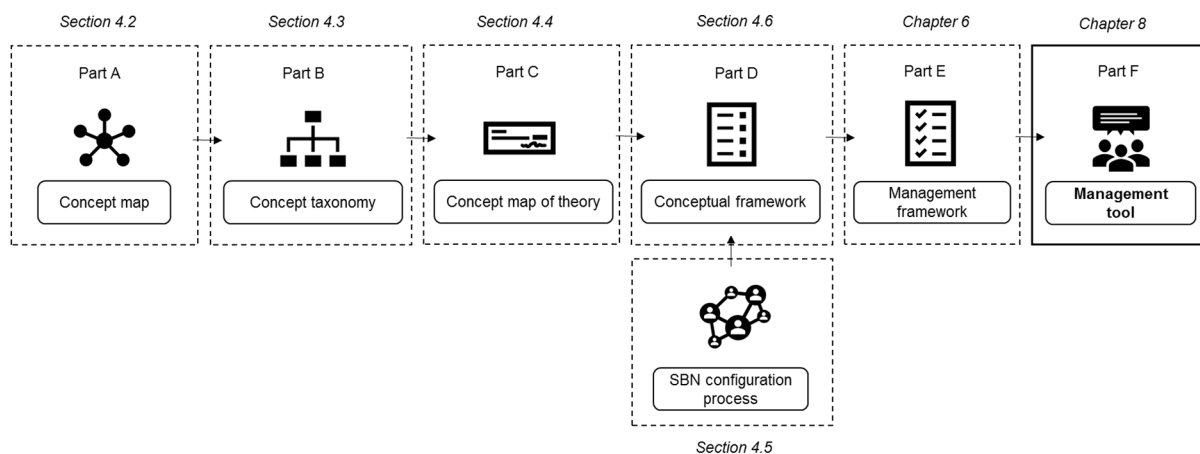 Section 4.2
Section 4.3
Section 4.4
Section 4.6
Chapter 6
Chapter 8
Part A
Part B
Part C
Part D
Part E
Part F
Concept map
Concept taxonomy
Concept map of theory
Conceptual framework
Management
framework
Management
tool
SBN configuration
process
Section 4.5